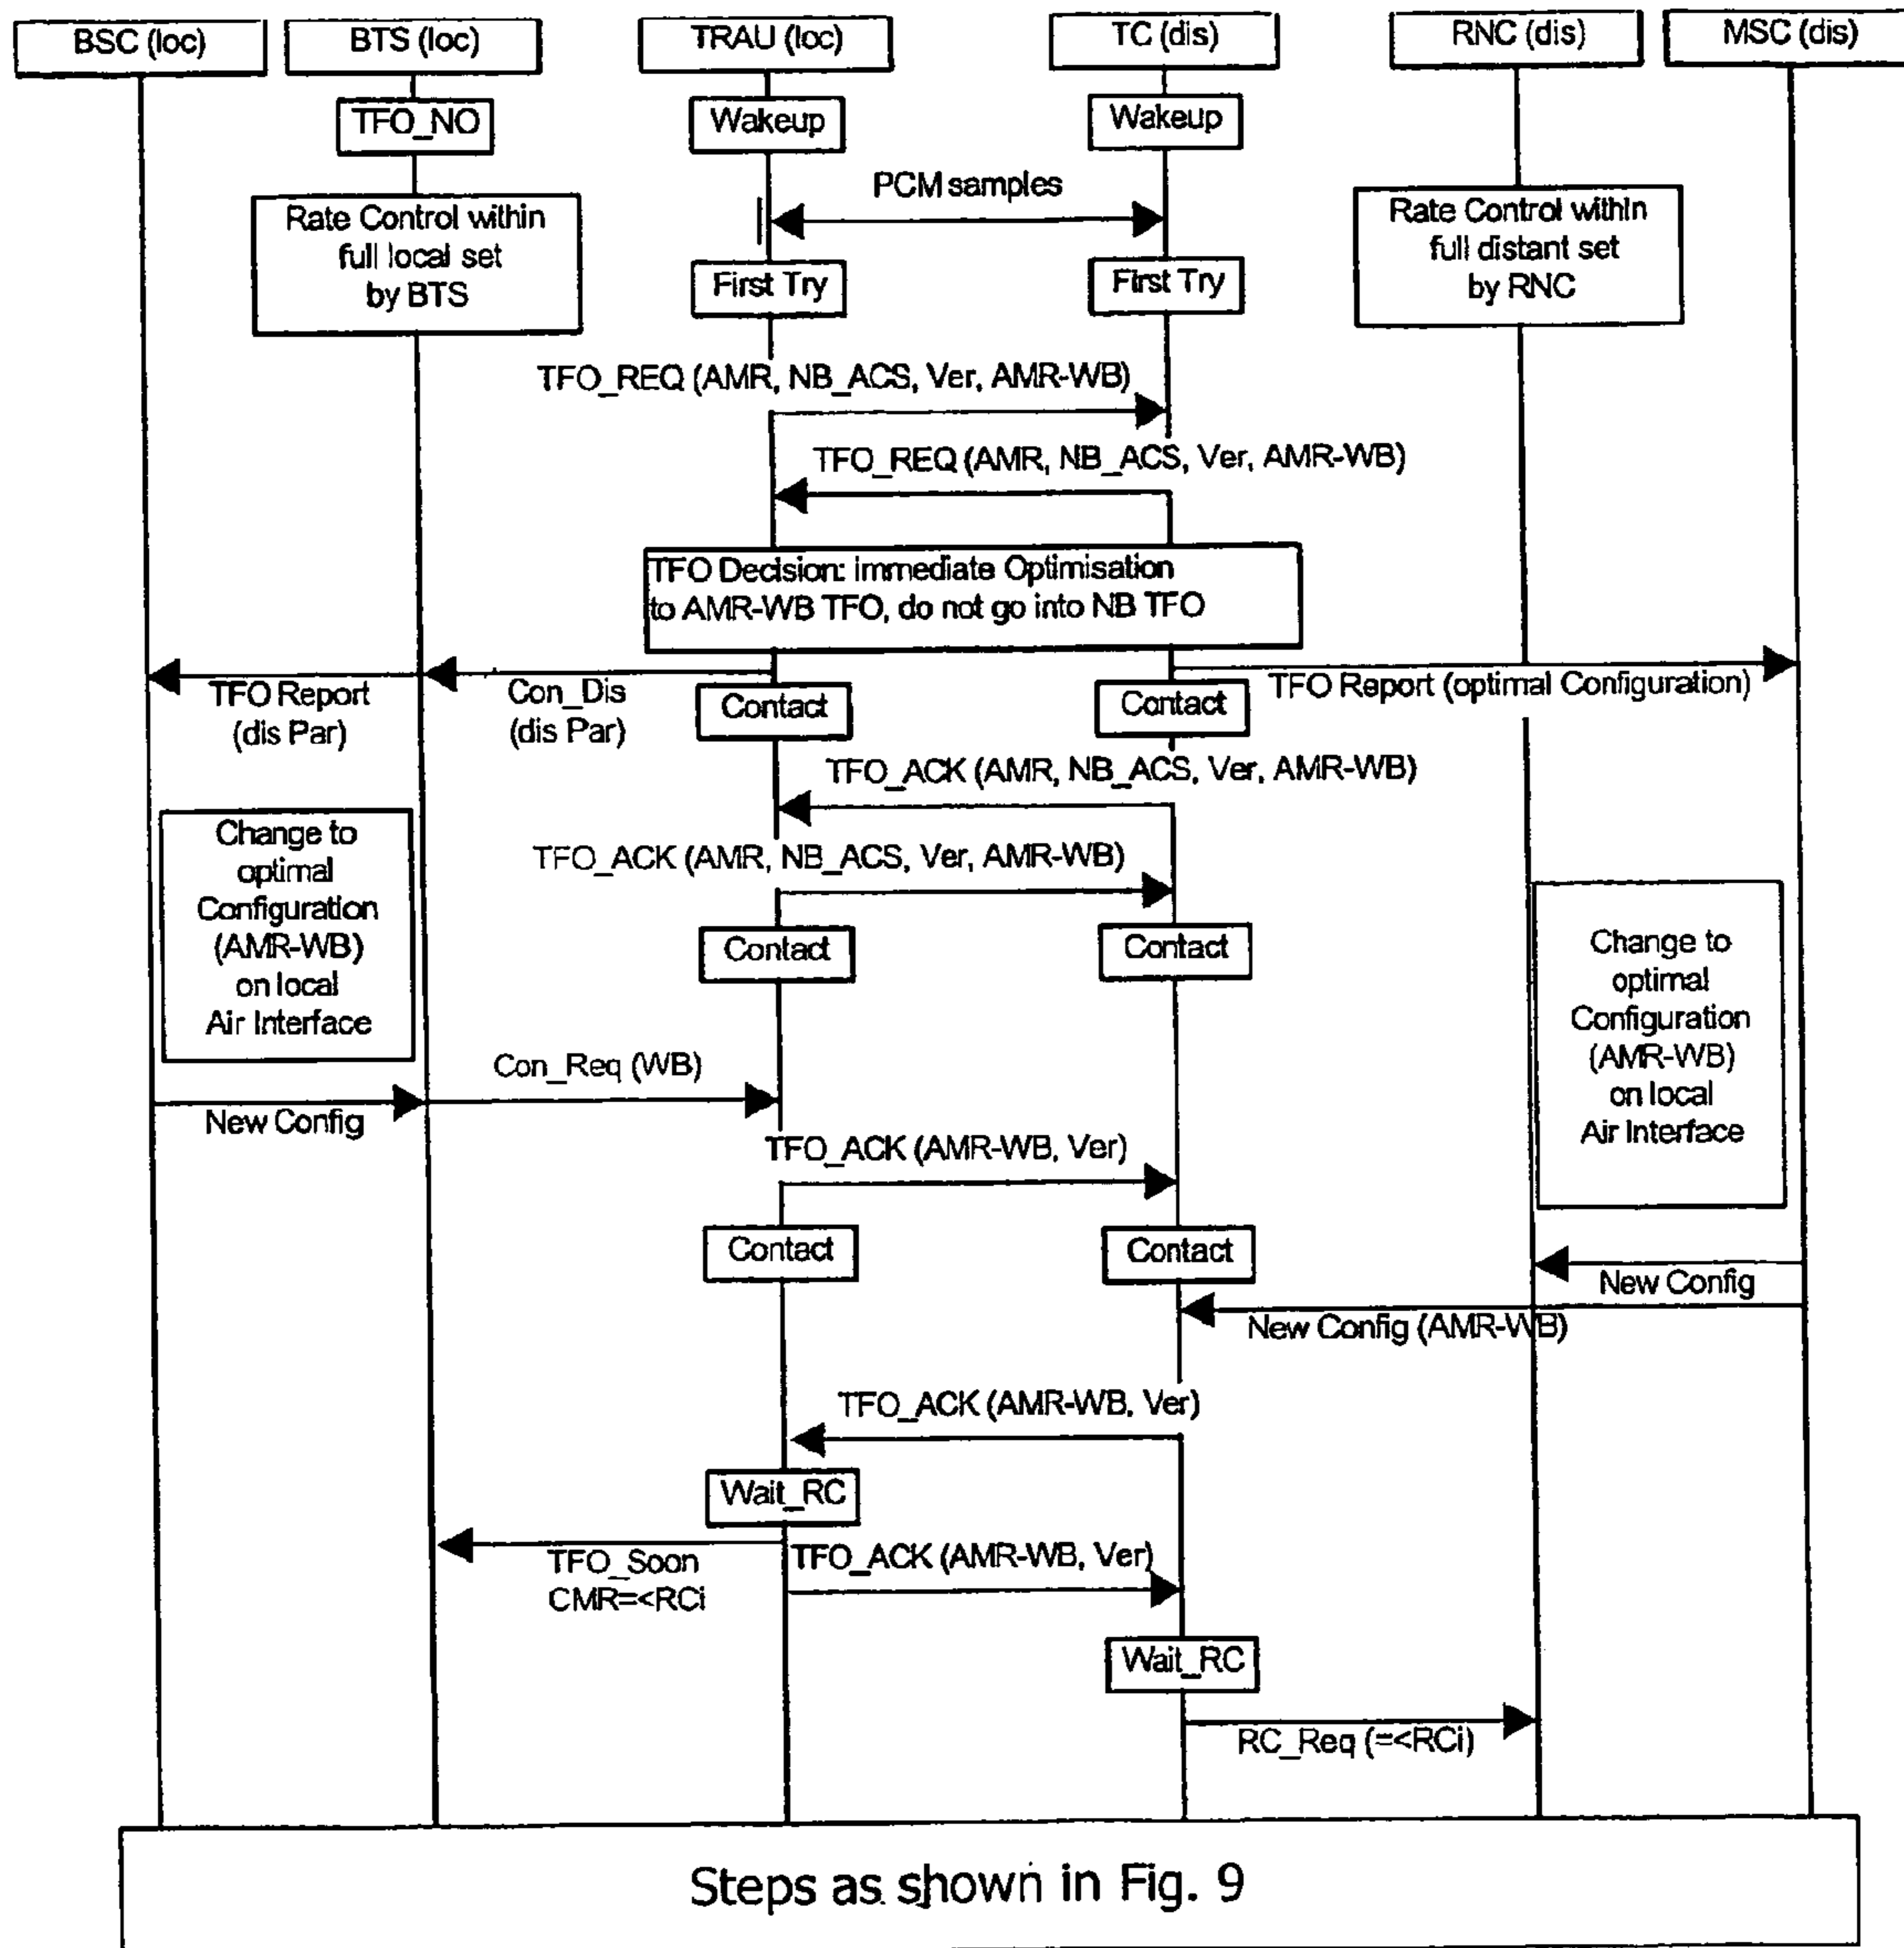 BSC (loc)
BTS (loc)
TRAU (loc)
TC (dis)
RNC (dis)
MSC (dis)
TFO_NO
Wakeup
Wakeup
PCM samples
Rate Control within
full local set
by BTS
Rate Control within
full distant set
by RNC
First Try
First Try
TFO_REQ (AMR, NB_ACS, Ver, AMR-WB)
TFO_REQ (AMR, NB_ACS, Ver, AMR-WB)
TFO Decision: immediate Optimisation
to AMR-WB TFO, do not go into NB TFO
TFO Report
(dis Par)
Con_Dis
(dis Par)
Contact
Contact
TFO Report (optimal Configuration)
TFO_ACK (AMR, NB_ACS, Ver, AMR-WB)
Change to
optimal
Configuration
(AMR-WB)
on local
Air Interface
TFO_ACK (AMR, NB_ACS, Ver, AMR-WB)
Contact
Contact
Change to
optimal
Configuration
(AMR-WB)
on local
Air Interface
Con_Req (WB)
New Config
TFO_ACK (AMR-WB, Ver)
Contact
Contact
New Config
New Config (AMR-WB)
TFO_ACK (AMR-WB, Ver)
Wait_RC
TFO_Soon
CMR=<RCi
TFO_ACK (AMR-WB, Ver)
Wait_RC
RC_Req (=<RCi)
Steps as shown in Fig. 9